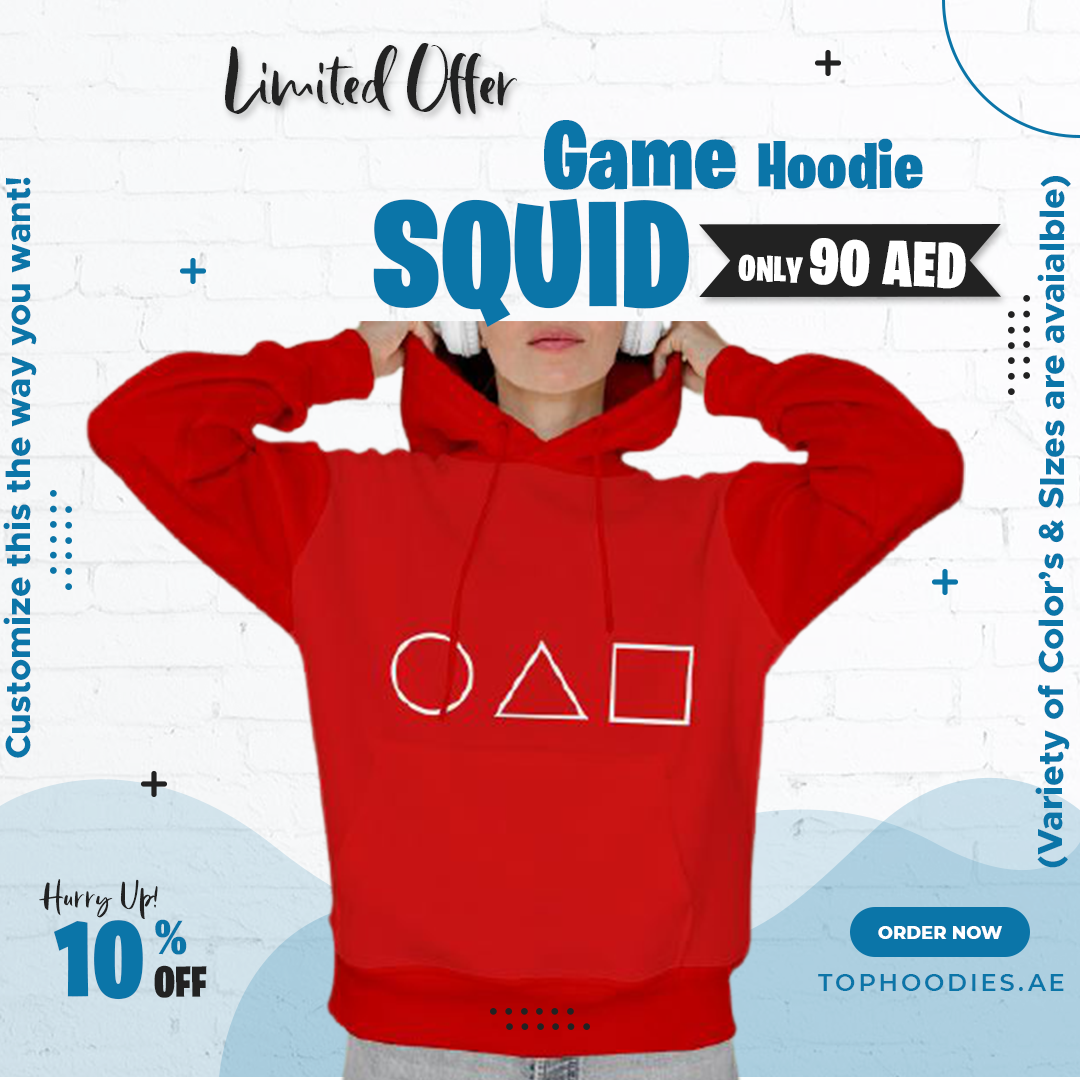 Limited Offer
Game Hoodie
SQUID
ONLY 90 AED
Customize this the way you want!
(Variety of Color's & SIzes are avaialble)
Hurry Up!
10%
OFF
ORDER NOW
TOPHOODIES.AE